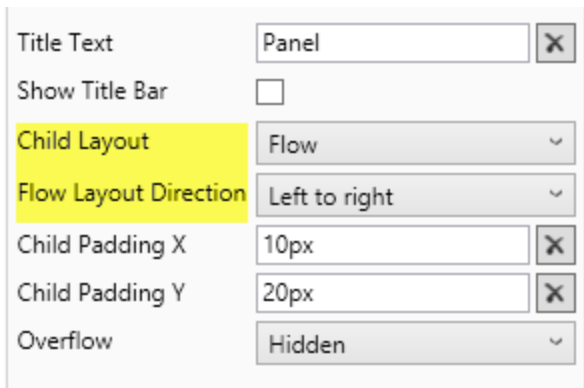 Title Text Panel
Show Title Bar
Child Layout Flow
Flow Layout Direction Left to right
Child Padding X 10px
Child Padding Y 20px
Overflow Hidden